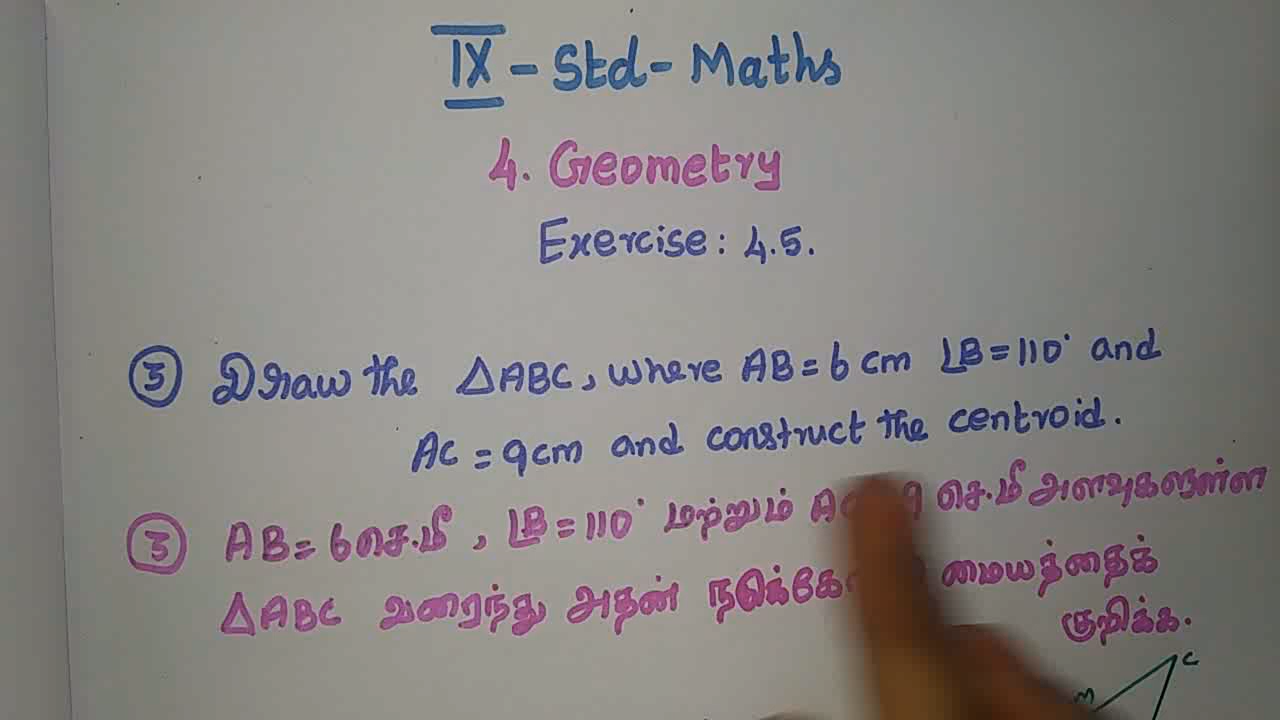 IX - Std - Maths
4. Geometry
Exercise: 4.5.
③ Draw the △ABC, where AB = 6 cm ∠B = 110° and
AC = 9cm and construct the centroid.
③ AB = 6 செ.மீ, ∠B = 110° மற்றும் 9 செ.மீ அளவுகளுள்ள
△ABC வரைந்து அதன் மையத்தைக்
குறிக்க.
C